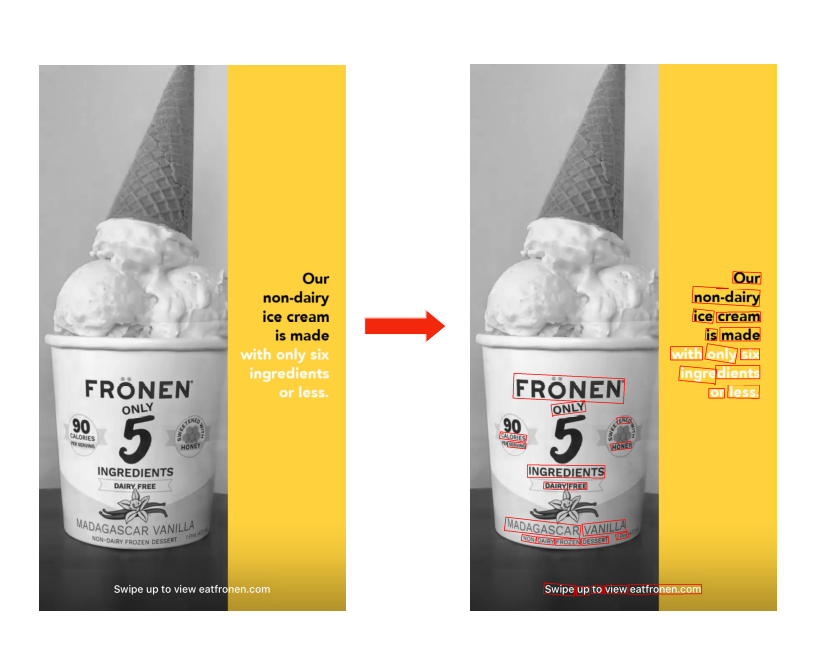 Our
non-dairy
ice cream
is made
with only six
ingredients
or less.
FRÖNEN
ONLY
5
90
CALORIES
PER SERVING
SWEETENED WITH
HONEY
INGREDIENTS
DAIRY FREE
MADAGASCAR VANILLA
NON-DAIRY FROZEN DESSERT
Swipe up to view eatfronen.com
Our
non-dairy
ice cream
is made
with only six
ingredients
or less.
FRÖNEN
ONLY
5
90
CALORIES
PER SERVING
SWEETENED WITH
HONEY
INGREDIENTS
DAIRY FREE
MADAGASCAR VANILLA
NON-DAIRY FROZEN DESSERT
Swipe up to view eatfronen.com